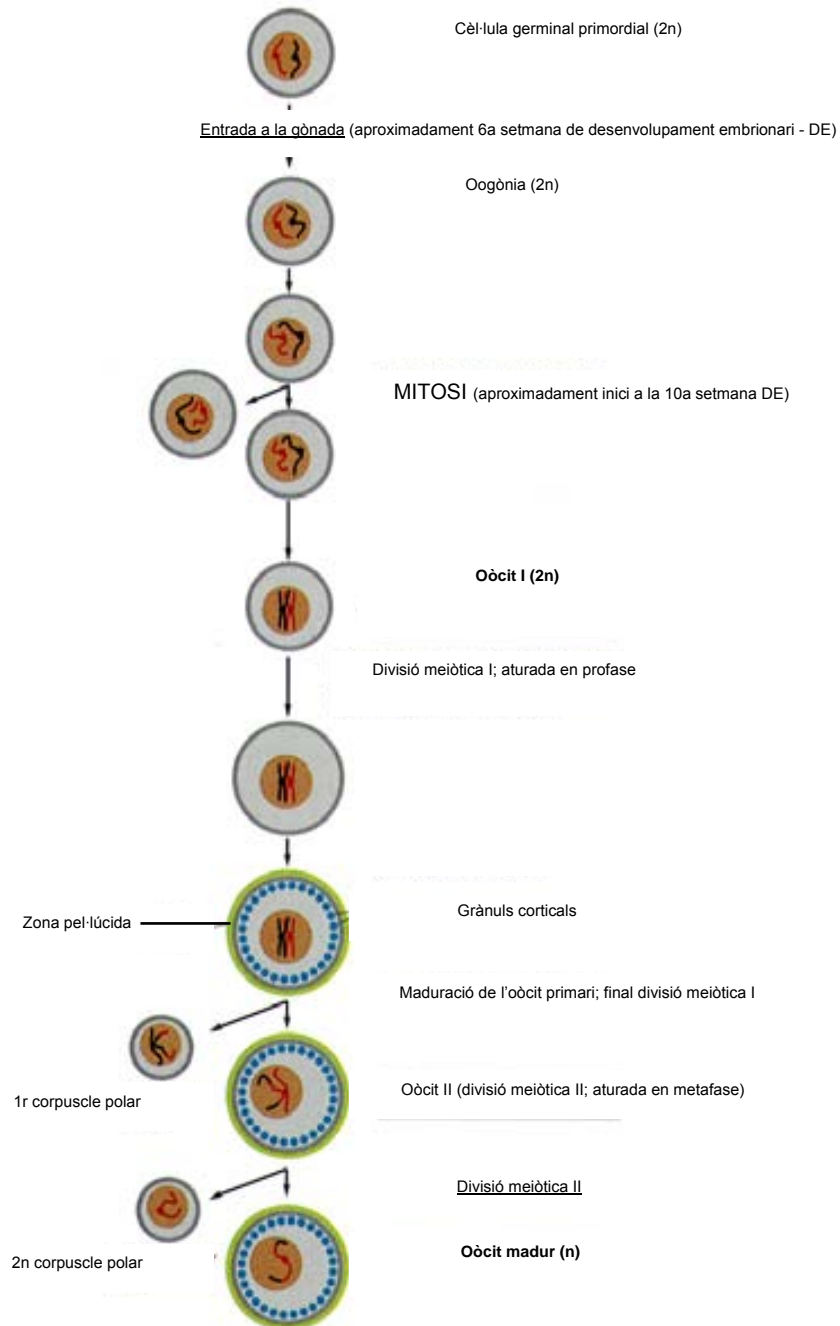 Cèl·lula germinal primordial (2n)
Entrada a la gònada (aproximadament 6a setmana de desenvolupament embrionari - DE)
Oogònia (2n)
MITOSI (aproximadament inici a la 10a setmana DE)
Oòcit I (2n)
Divisió meiòtica I; aturada en profase
Zona pel·lúcida
Grànuls corticals
Maduració de l'oòcit primari; final divisió meiòtica I
1r corpuscle polar
Oòcit II (divisió meiòtica II; aturada en metafase)
Divisió meiòtica II
2n corpuscle polar
Oòcit madur (n)